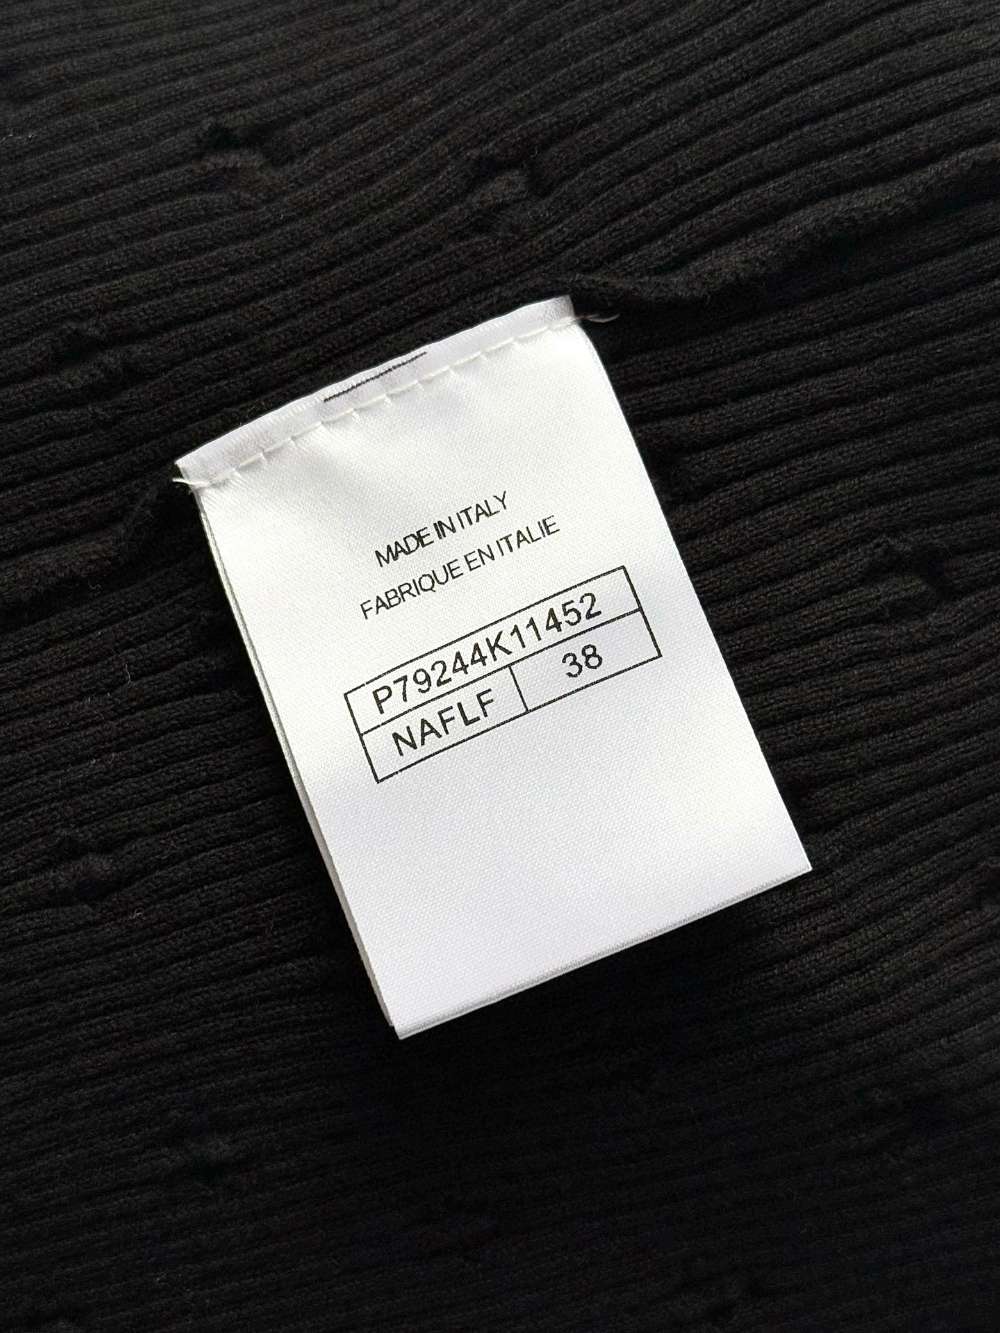 MADE IN ITALY
FABRIQUE EN ITALIE
P79244K11452
NAFLF 38